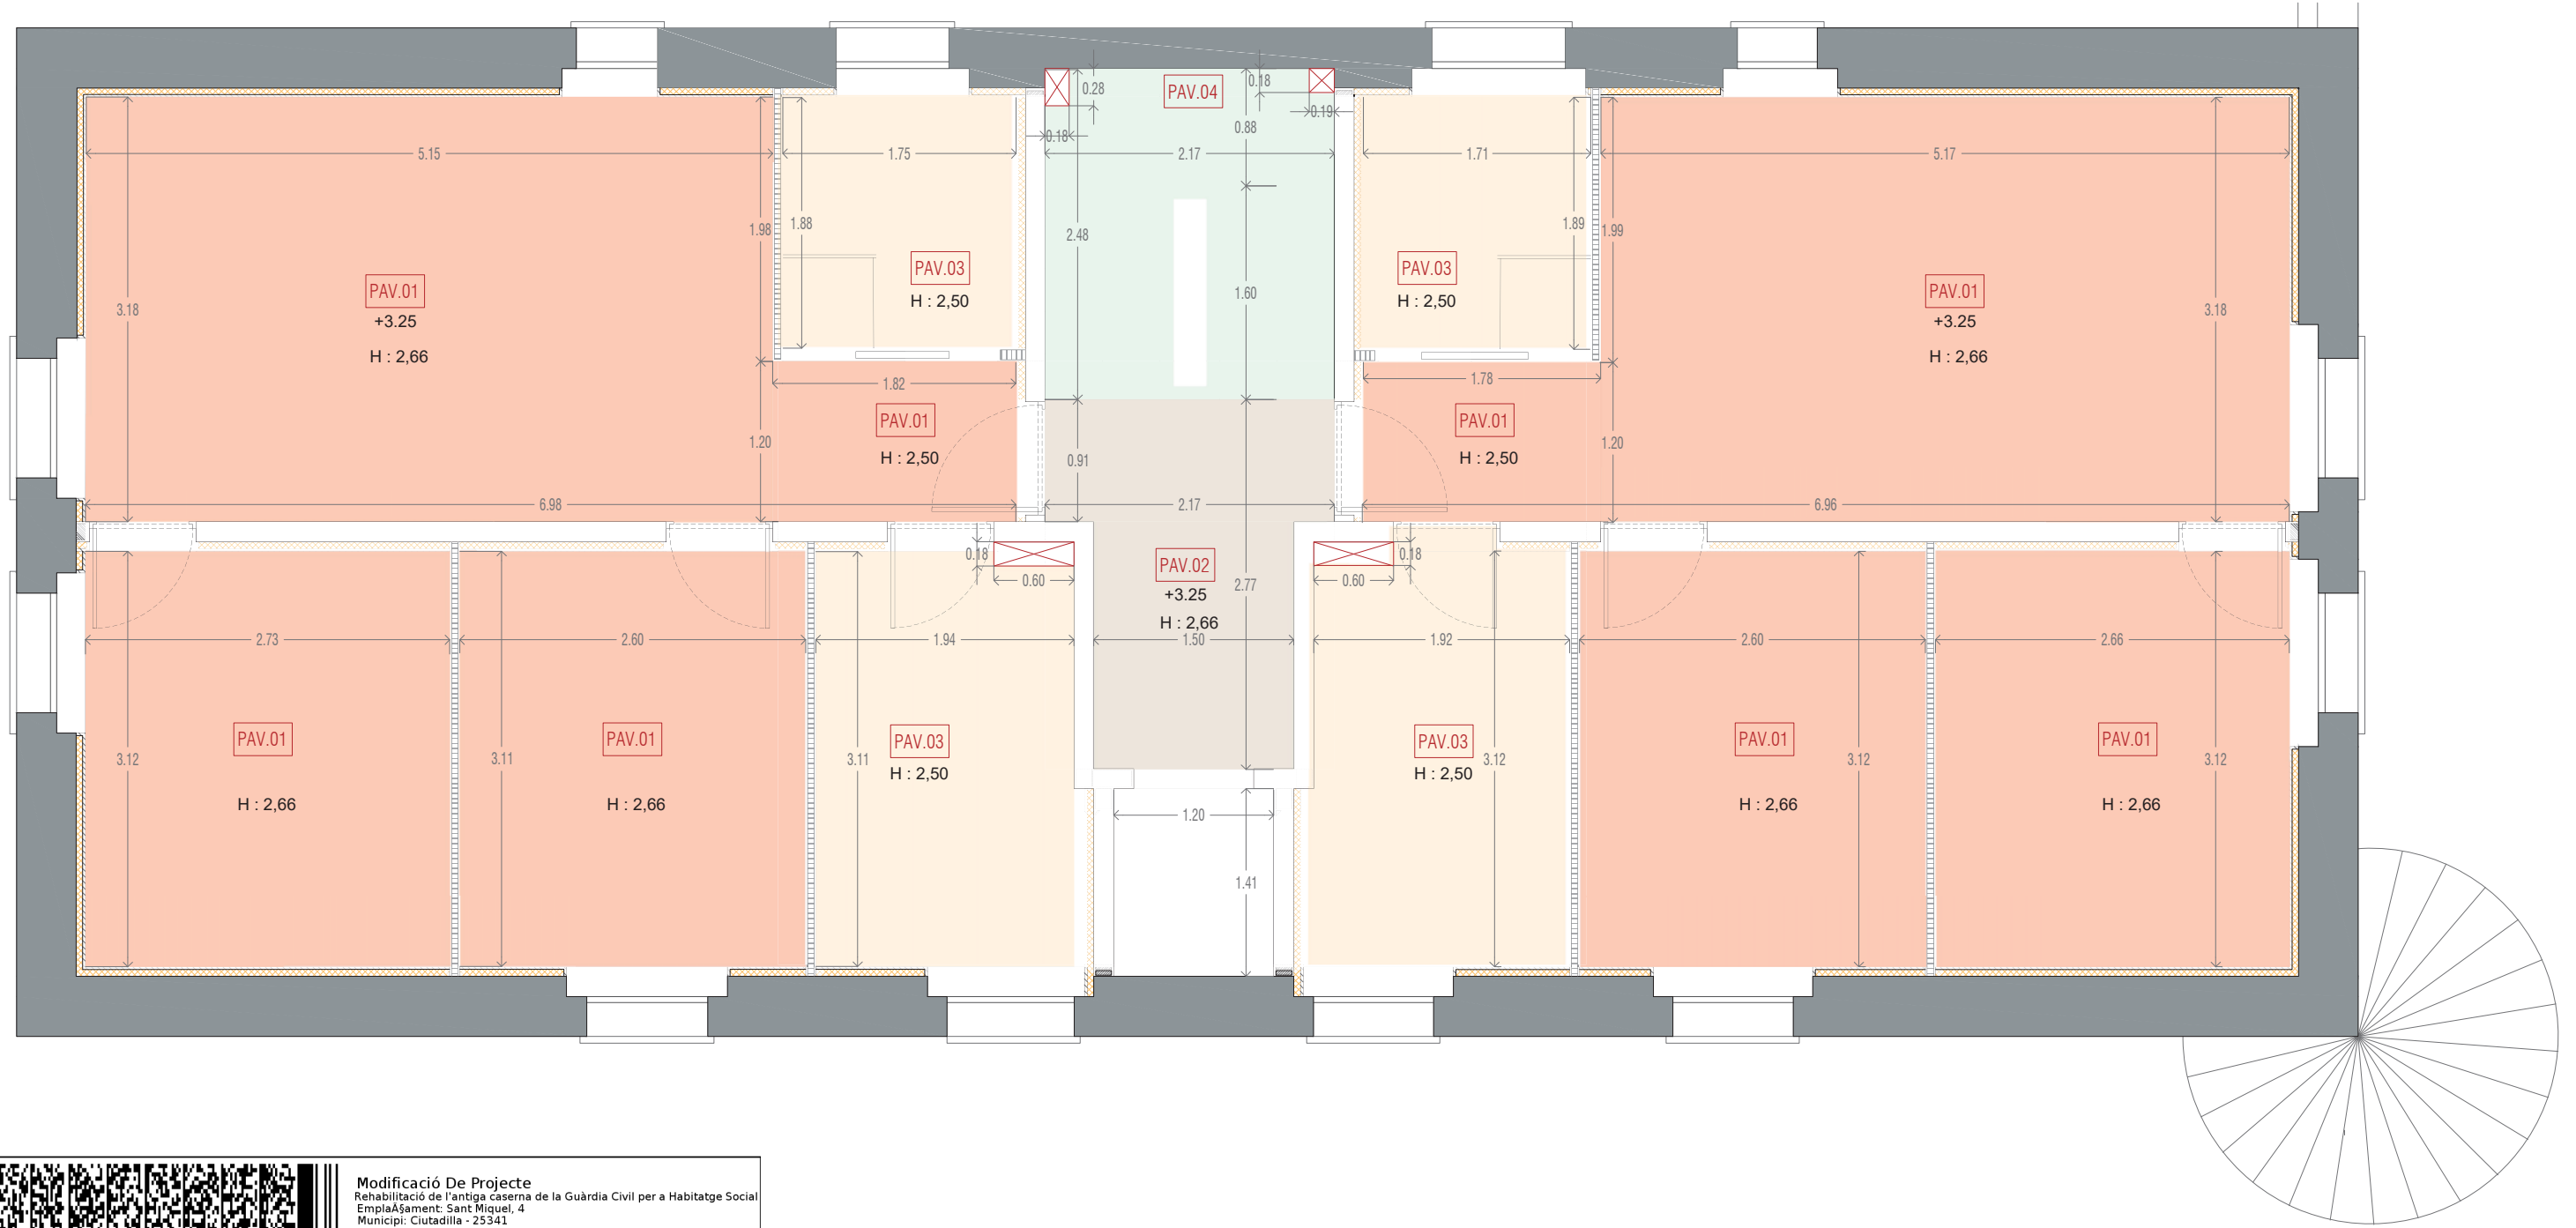 PAV.04
0.28
0.18
0.18
0.19
0.88
5.15
1.75
2.17
1.71
5.17
1.98
1.88
2.48
1.89
1.99
PAV.03
H : 2,50
PAV.03
H : 2,50
PAV.01
+3.25
H : 2,66
3.18
1.60
PAV.01
+3.25
H : 2,66
3.18
1.82
1.78
PAV.01
H : 2,50
PAV.01
H : 2,50
1.20
0.91
1.20
6.98
2.17
6.96
0.18
0.60
PAV.02
+3.25
H : 2,66
2.77
0.18
0.60
2.73
2.60
1.94
1.50
1.92
2.60
2.66
PAV.01
PAV.01
PAV.03
PAV.03
PAV.01
PAV.01
3.12
3.11
3.11
H : 2,50
H : 2,50
3.12
3.12
3.12
H : 2,66
H : 2,66
H : 2,66
H : 2,66
1.20
1.41
Modificació De Projecte
Rehabilitació de l'antiga caserna de la Guàrdia Civil per a Habitatge Social
EmplaÃ§ament: Sant Miquel, 4
Municipi: Ciutadilla - 25341